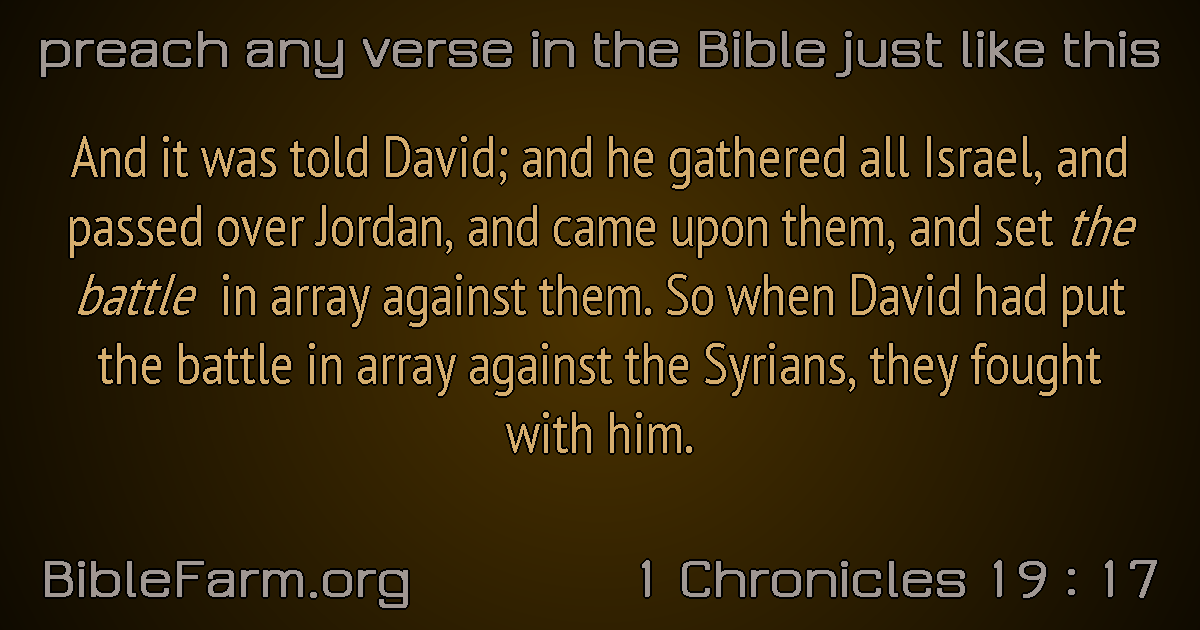 preach any verse in the Bible just like this
And it was told David; and he gathered all Israel, and
passed over Jordan, and came upon them, and set the
battle in array against them. So when David had put
the battle in array against the Syrians, they fought
with him.
BibleFarm.org
1 Chronicles 19 : 17